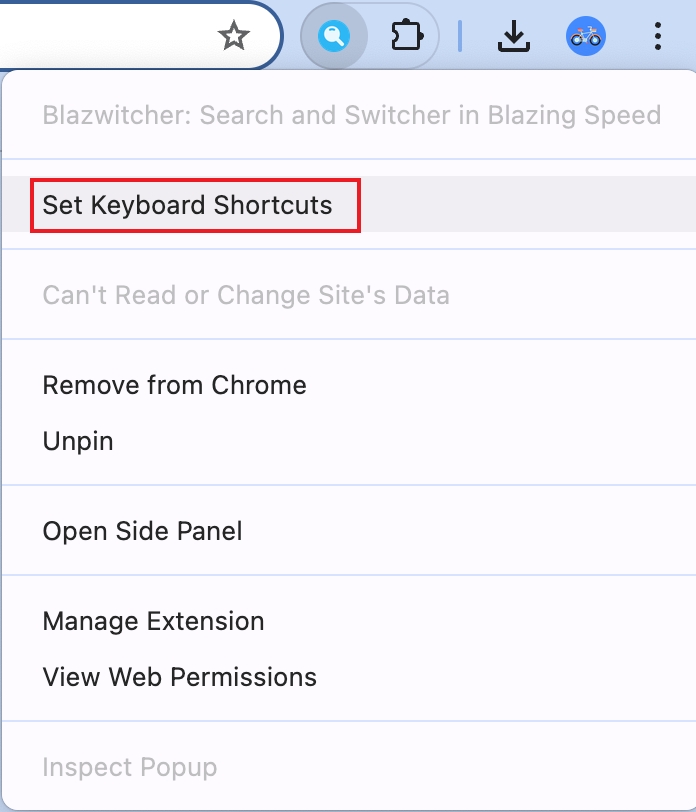 Blazwitcher: Search and Switcher in Blazing Speed
Set Keyboard Shortcuts
Can't Read or Change Site's Data
Remove from Chrome
Unpin
Open Side Panel
Manage Extension
View Web Permissions
Inspect Popup